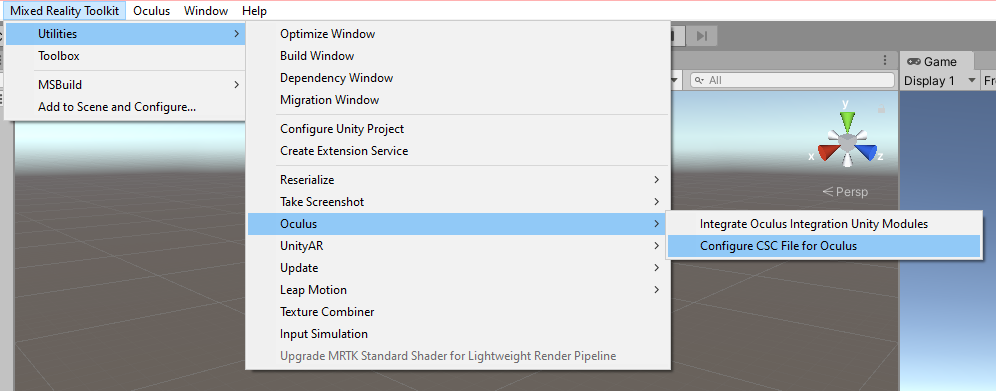 Mixed Reality Toolkit Oculus Window Help
Utilities
Toolbox
MSBuild
Add to Scene and Configure...
Optimize Window
Build Window
Dependency Window
Migration Window
Configure Unity Project
Create Extension Service
Reserialize
Take Screenshot
Oculus
UnityAR
Update
Leap Motion
Texture Combiner
Input Simulation
Upgrade MRTK Standard Shader for Lightweight Render Pipeline
Integrate Oculus Integration Unity Modules
Configure CSC File for Oculus
All
y
x
z
Persp
Game
Display 1